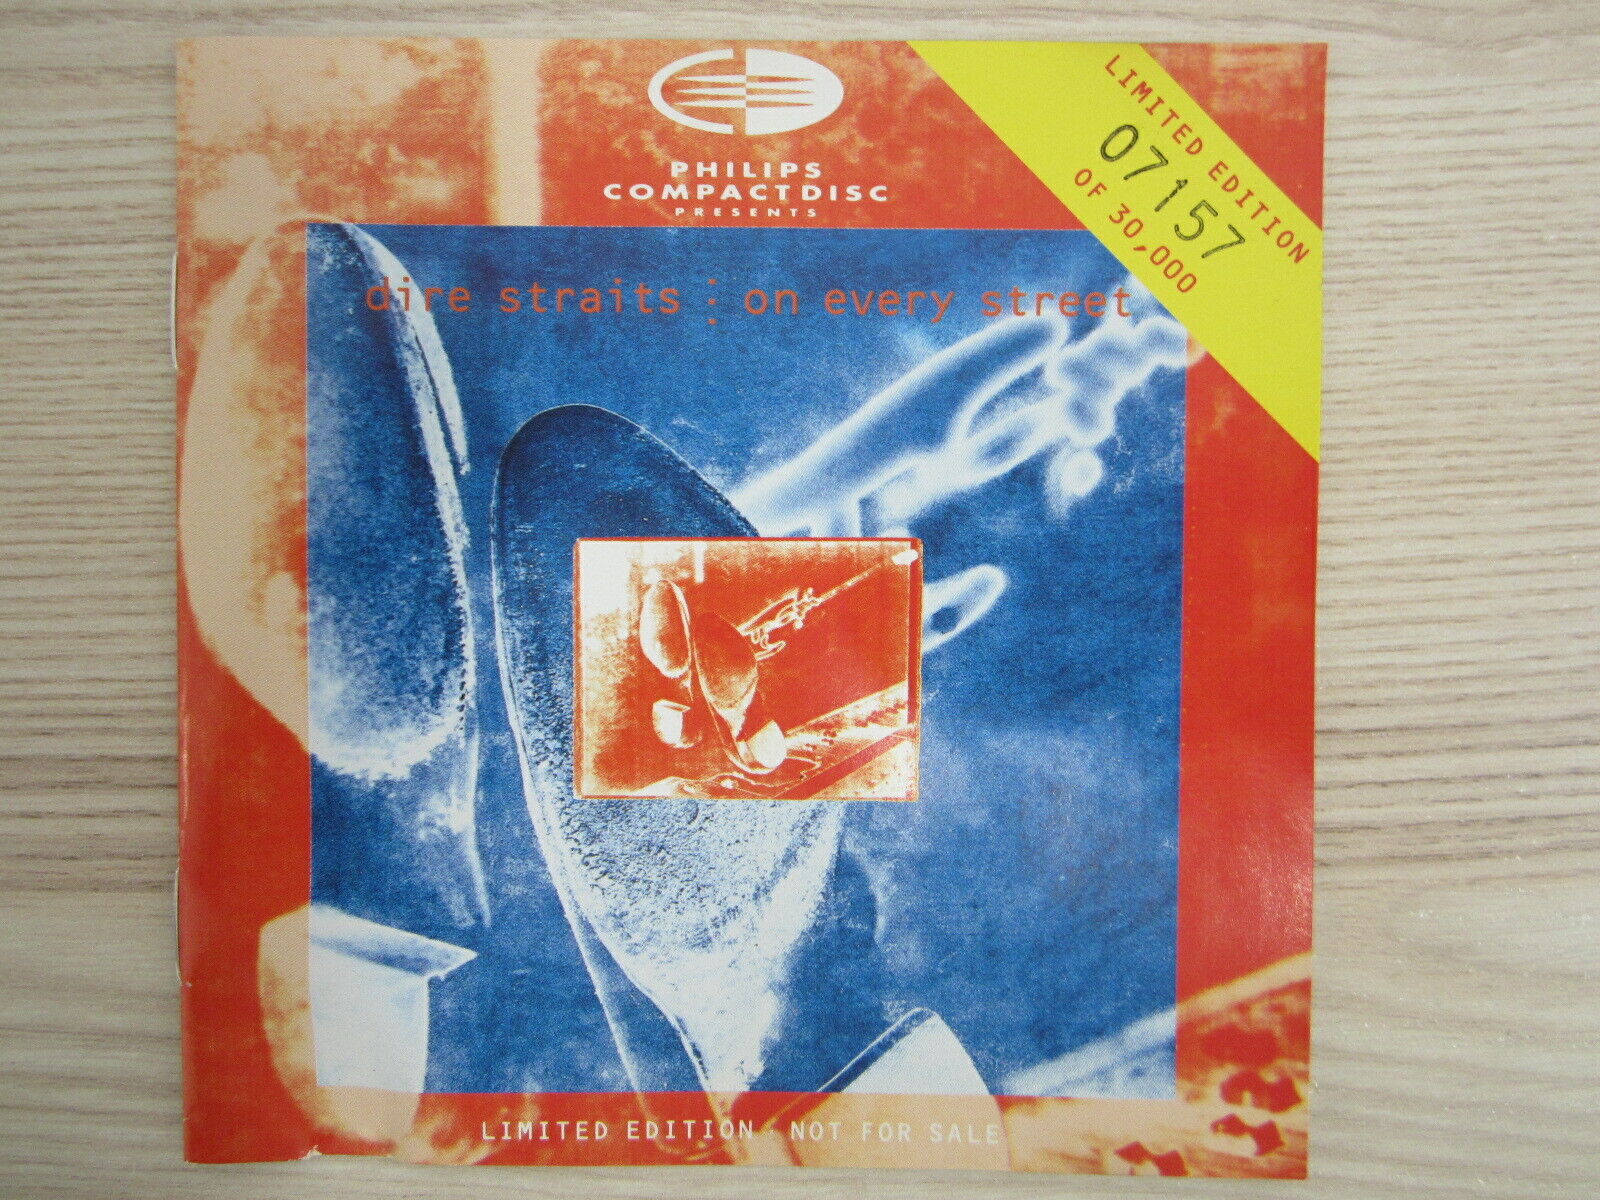 PHILIPS
COMPACTDISC
PRESENTS
LIMITED EDITION
07157
OF 30,000
dire straits : on every street
LIMITED EDITION · NOT FOR SALE